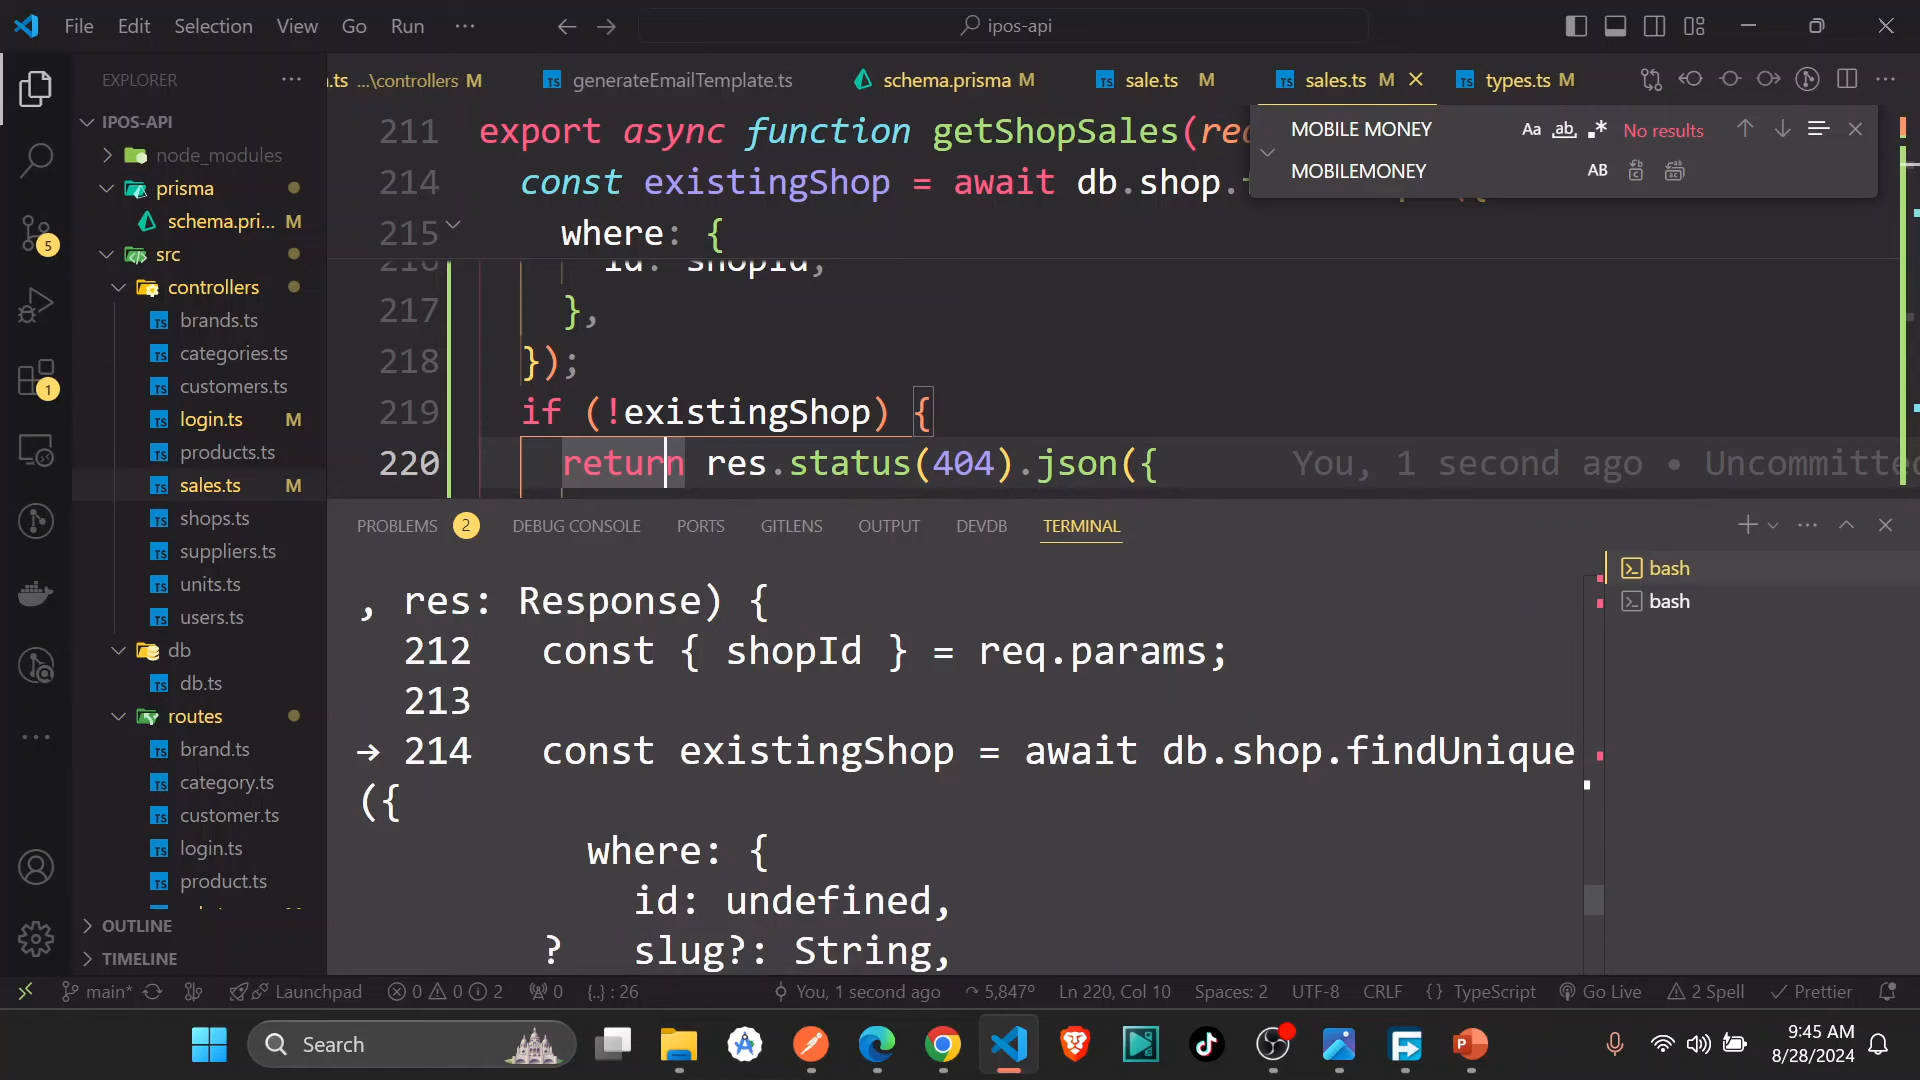 File Edit Selection View Go Run ··· ipos-api
EXPLORER
.ts ...\controllers M generateEmailTemplate.ts schema.prisma M sale.ts M sales.ts M types.ts M
IPOS-API
node_modules
prisma
schema.pri... M
src
controllers
brands.ts
categories.ts
customers.ts
login.ts M
products.ts
sales.ts M
shops.ts
suppliers.ts
units.ts
users.ts
db
db.ts
routes
brand.ts
category.ts
customer.ts
login.ts
product.ts
OUTLINE
TIMELINE
5
1
MOBILE MONEY Aa ab .* No results
MOBILEMONEY AB
211 export async function getShopSales(re
214 const existingShop = await db.shop.
215 where: {
216 id: shopId,
217 },
218 });
219 if (!existingShop) {
220 return res.status(404).json({ You, 1 second ago • Uncommitte
PROBLEMS 2 DEBUG CONSOLE PORTS GITLENS OUTPUT DEVDB TERMINAL
bash
bash
, res: Response) {
212 const { shopId } = req.params;
213
→ 214 const existingShop = await db.shop.findUnique
({
where: {
id: undefined,
? slug?: String,
main* Launchpad 0 0 2 0 {..} : 26 You, 1 second ago 5,847° Ln 220, Col 10 Spaces: 2 UTF-8 CRLF {} TypeScript Go Live 2 Spell Prettier
Search
9:45 AM
8/28/2024